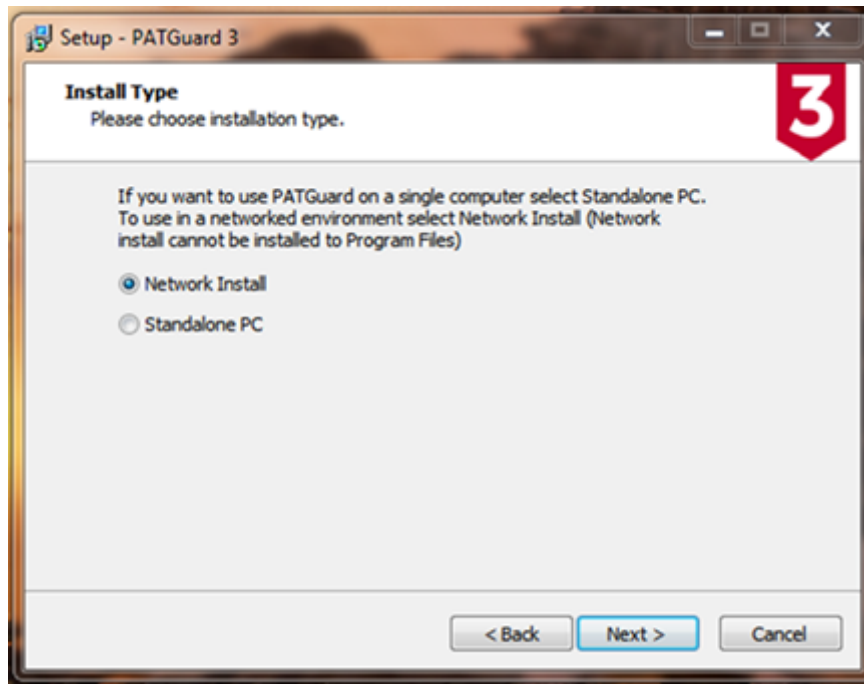 Setup - PATGuard 3
Install Type
Please choose installation type.
3
If you want to use PATGuard on a single computer select Standalone PC.
To use in a networked environment select Network Install (Network
install cannot be installed to Program Files)
Network Install
Standalone PC
< Back Next > Cancel